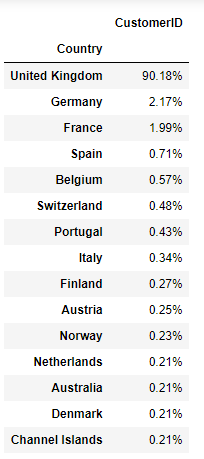 CustomerID
Country
United Kingdom 90.18%
Germany 2.17%
France 1.99%
Spain 0.71%
Belgium 0.57%
Switzerland 0.48%
Portugal 0.43%
Italy 0.34%
Finland 0.27%
Austria 0.25%
Norway 0.23%
Netherlands 0.21%
Australia 0.21%
Denmark 0.21%
Channel Islands 0.21%